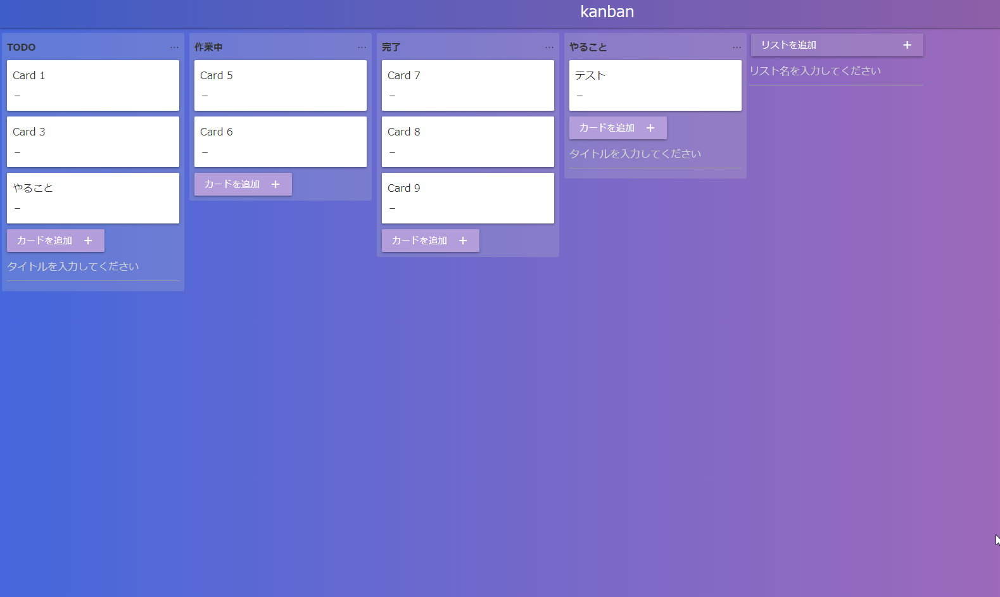 kanban
TODO ...
Card 1
–
Card 3
–
やること
–
カードを追加 +
タイトルを入力してください
作業中 ...
Card 5
–
Card 6
–
カードを追加 +
完了 ...
Card 7
–
Card 8
–
Card 9
–
カードを追加 +
やること ...
テスト
–
カードを追加 +
タイトルを入力してください
リストを追加 +
リスト名を入力してください